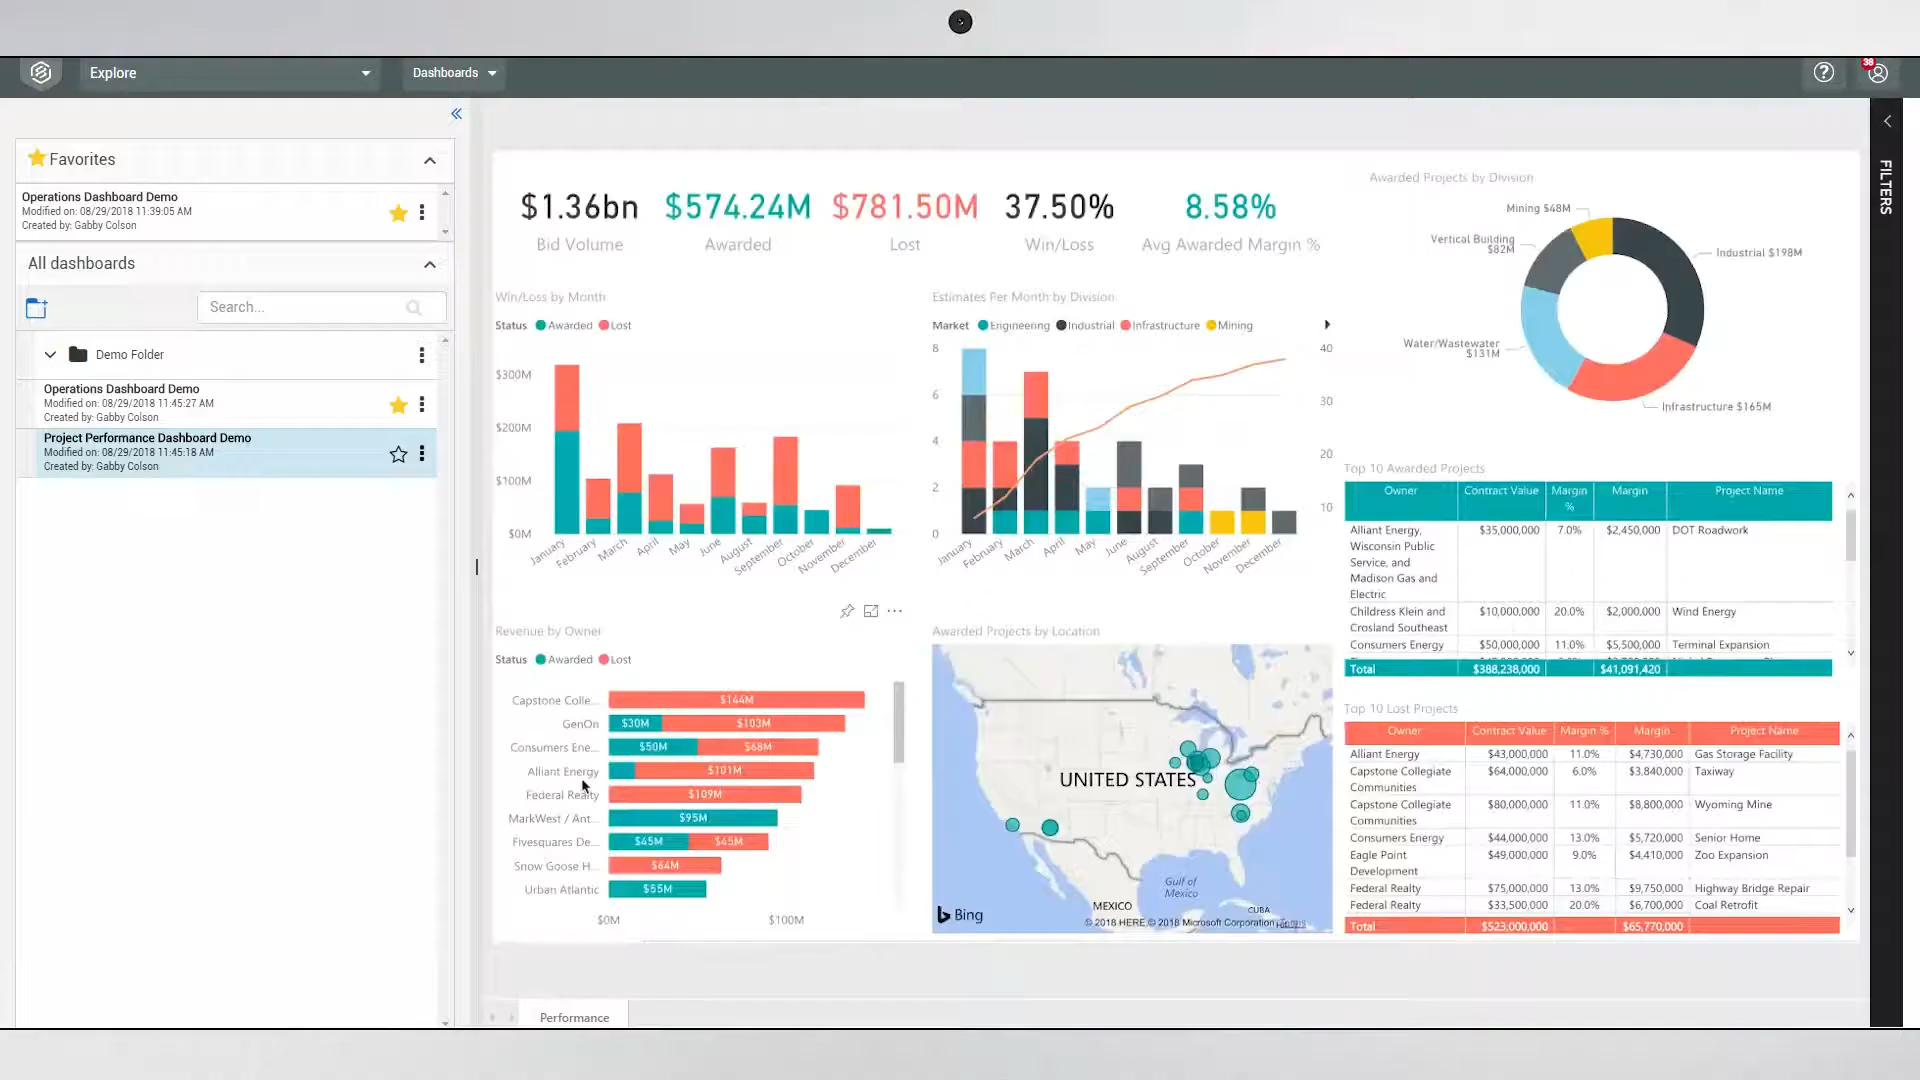 Explore
Dashboards
38
Favorites
Operations Dashboard Demo
Modified on: 08/29/2018 11:39:05 AM
Created by: Gabby Colson
All dashboards
Search...
Demo Folder
Operations Dashboard Demo
Modified on: 08/29/2018 11:45:27 AM
Created by: Gabby Colson
Project Performance Dashboard Demo
Modified on: 08/29/2018 11:45:18 AM
Created by: Gabby Colson
$1.36bn
Bid Volume
$574.24M
Awarded
$781.50M
Lost
37.50%
Win/Loss
8.58%
Avg Awarded Margin %
Win/Loss by Month
Status Awarded Lost
$300M
$200M
$100M
$0M
January February March April May June August September October November December
Estimates Per Month by Division
Market Engineering Industrial Infrastructure Mining
8
6
4
2
0
40
30
20
10
January February March April May June August September October November December
Revenue by Owner
Status Awarded Lost
Capstone Colle... $144M
GenOn $30M $103M
Consumers Ene... $50M $68M
Alliant Energy $101M
Federal Realty $109M
MarkWest / Ant... $95M
Fivesquares De... $45M $45M
Snow Goose H... $64M
Urban Atlantic $55M
$0M $100M
Awarded Projects by Location
UNITED STATES
Gulf of
Mexico
MEXICO
CUBA
Bing
© 2018 HERE © 2018 Microsoft Corporation Terms
Awarded Projects by Division
Mining $48M
Vertical Building
$82M
Industrial $198M
Water/Wastewater
$131M
Infrastructure $165M
Top 10 Awarded Projects
Owner Contract Value Margin % Margin Project Name
Alliant Energy, $35,000,000 7.0% $2,450,000 DOT Roadwork
Wisconsin Public
Service, and
Madison Gas and
Electric
Childress Klein and $10,000,000 20.0% $2,000,000 Wind Energy
Crosland Southeast
Consumers Energy $50,000,000 11.0% $5,500,000 Terminal Expansion
Total $388,238,000 $41,091,420
Top 10 Lost Projects
Owner Contract Value Margin % Margin Project Name
Alliant Energy $43,000,000 11.0% $4,730,000 Gas Storage Facility
Capstone Collegiate $64,000,000 6.0% $3,840,000 Taxiway
Communities
Capstone Collegiate $80,000,000 11.0% $8,800,000 Wyoming Mine
Communities
Consumers Energy $44,000,000 13.0% $5,720,000 Senior Home
Eagle Point $49,000,000 9.0% $4,410,000 Zoo Expansion
Development
Federal Realty $75,000,000 13.0% $9,750,000 Highway Bridge Repair
Federal Realty $33,500,000 20.0% $6,700,000 Coal Retrofit
Total $523,000,000 $65,770,000
FILTERS
Performance